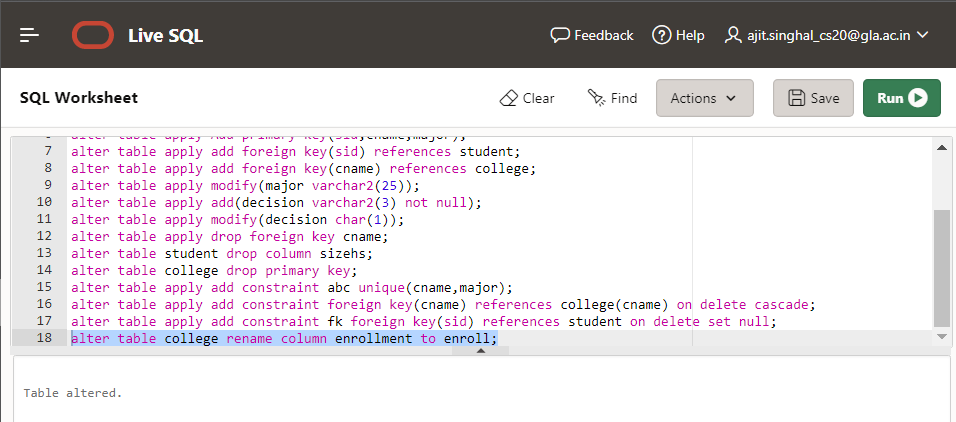 Live SQL
Feedback
Help
ajit.singhal_cs20@gla.ac.in
SQL Worksheet
Clear
Find
Actions
Save
Run
alter table apply Add primary key(sid,cname,major);
7 alter table apply add foreign key(sid) references student;
8 alter table apply add foreign key(cname) references college;
9 alter table apply modify(major varchar2(25));
10 alter table apply add(decision varchar2(3) not null);
11 alter table apply modify(decision char(1));
12 alter table apply drop foreign key cname;
13 alter table student drop column sizehs;
14 alter table college drop primary key;
15 alter table apply add constraint abc unique(cname,major);
16 alter table apply add constraint foreign key(cname) references college(cname) on delete cascade;
17 alter table apply add constraint fk foreign key(sid) references student on delete set null;
18 alter table college rename column enrollment to enroll;
Table altered.